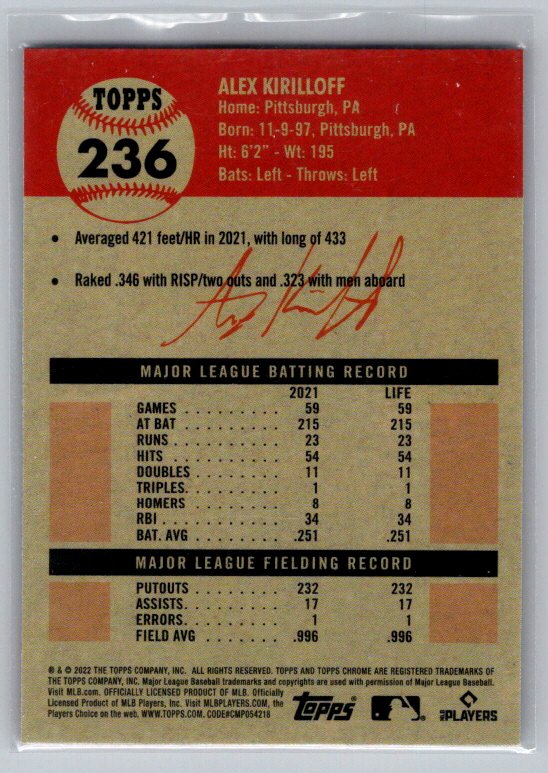 TOPPS
236
ALEX KIRILLOFF
Home: Pittsburgh, PA
Born: 11-9-97, Pittsburgh, PA
Ht: 6'2" - Wt: 195
Bats: Left - Throws: Left
• Averaged 421 feet/HR in 2021, with long of 433
• Raked .346 with RISP/two outs and .323 with men aboard
MAJOR LEAGUE BATTING RECORD
2021 LIFE
GAMES . . . . . . . . . 59 59
AT BAT . . . . . . . . . 215 215
RUNS . . . . . . . . . 23 23
HITS . . . . . . . . . 54 54
DOUBLES . . . . . . . . 11 11
TRIPLES. . . . . . . . . 1 1
HOMERS . . . . . . . . 8 8
RBI . . . . . . . . . . 34 34
BAT. AVG . . . . . . . . .251 .251
MAJOR LEAGUE FIELDING RECORD
PUTOUTS . . . . . . . . 232 232
ASSISTS. . . . . . . . . 17 17
ERRORS. . . . . . . . . 1 1
FIELD AVG . . . . . . . .996 .996
® & © 2022 THE TOPPS COMPANY, INC. ALL RIGHTS RESERVED. TOPPS AND TOPPS CHROME ARE REGISTERED TRADEMARKS OF
THE TOPPS COMPANY, INC. Major League Baseball trademarks and copyrights are used with permission of Major League Baseball.
Visit MLB.com. OFFICIALLY LICENSED PRODUCT OF MLB. Officially
Licensed Product of MLB Players, Inc. Visit MLBPLAYERS.COM, the
Players Choice on the web. WWW.TOPPS.COM. CODE#CMP054218
Topps
MLB PLAYERS